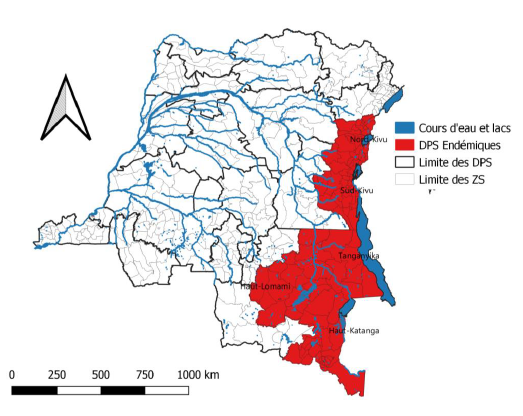 Cours d'eau et lacs
DPS Endémiques
Limite des DPS
Limite des ZS
Nord-Kivu
Sud-Kivu
Tanganyika
Haut-Lomami
Haut-Katanga
0 250 500 750 1000 km